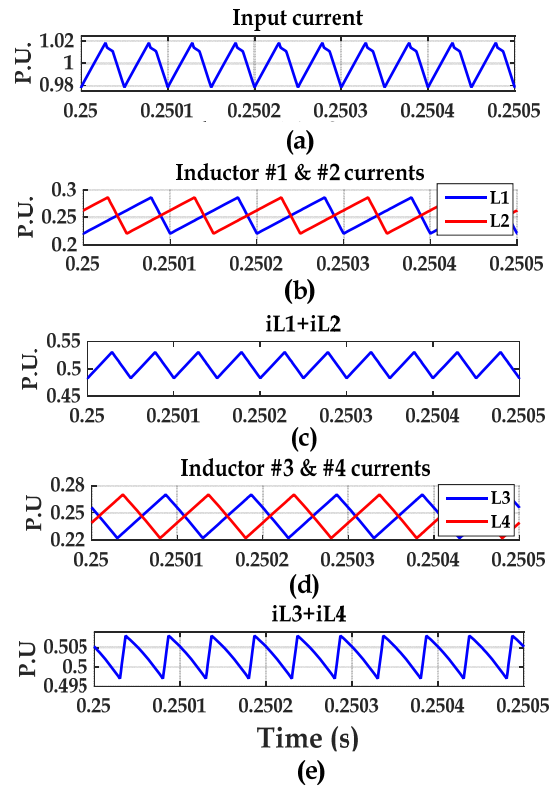 Input current
P.U.
1.02
1
0.98
0.25 0.2501 0.2502 0.2503 0.2504 0.2505
(a)
Inductor #1 & #2 currents
P.U.
0.3
0.25
0.2
L1
L2
0.25 0.2501 0.2502 0.2503 0.2504 0.2505
(b)
iL1+iL2
P.U.
0.55
0.5
0.45
0.25 0.2501 0.2502 0.2503 0.2504 0.2505
(c)
Inductor #3 & #4 currents
P.U
0.28
0.25
0.22
L3
L4
0.25 0.2501 0.2502 0.2503 0.2504 0.2505
(d)
iL3+iL4
P.U
0.505
0.5
0.495
0.25 0.2501 0.2502 0.2503 0.2504 0.2505
Time (s)
(e)